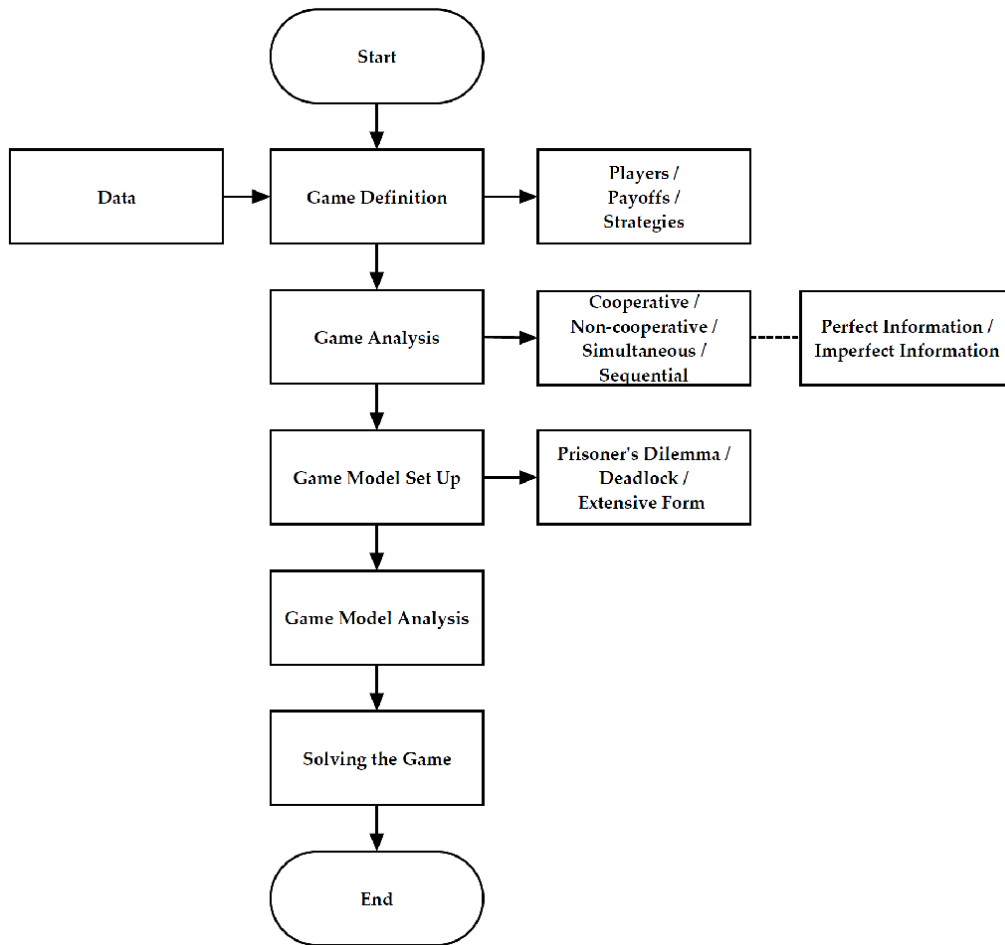 Start
Data
Game Definition
Players /
Payoffs /
Strategies
Game Analysis
Cooperative /
Non-cooperative /
Simultaneous /
Sequential
Perfect Information /
Imperfect Information
Game Model Set Up
Prisoner's Dilemma /
Deadlock /
Extensive Form
Game Model Analysis
Solving the Game
End